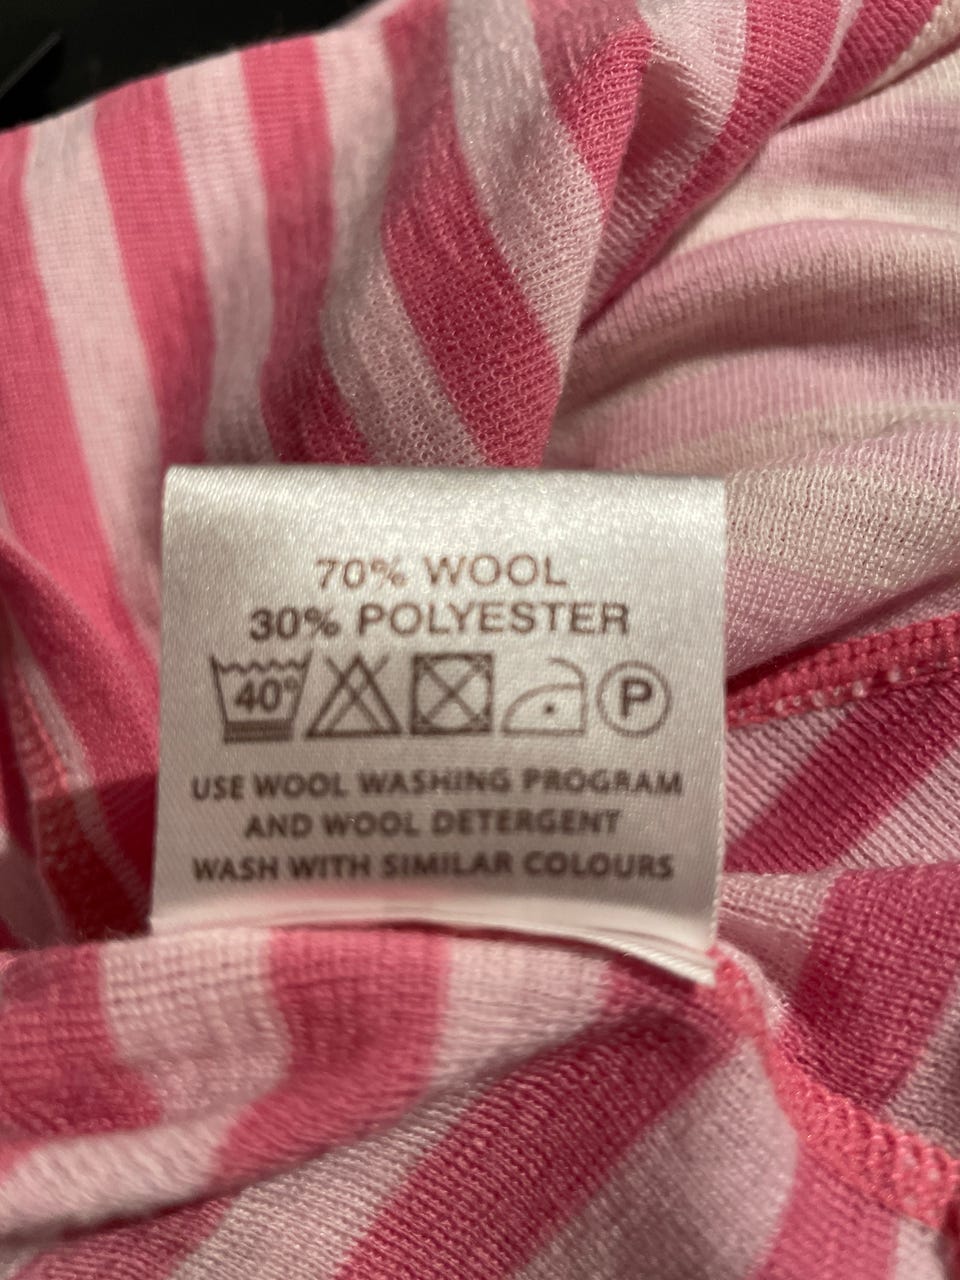 70% WOOL
30% POLYESTER
40° P
USE WOOL WASHING PROGRAM
AND WOOL DETERGENT
WASH WITH SIMILAR COLOURS